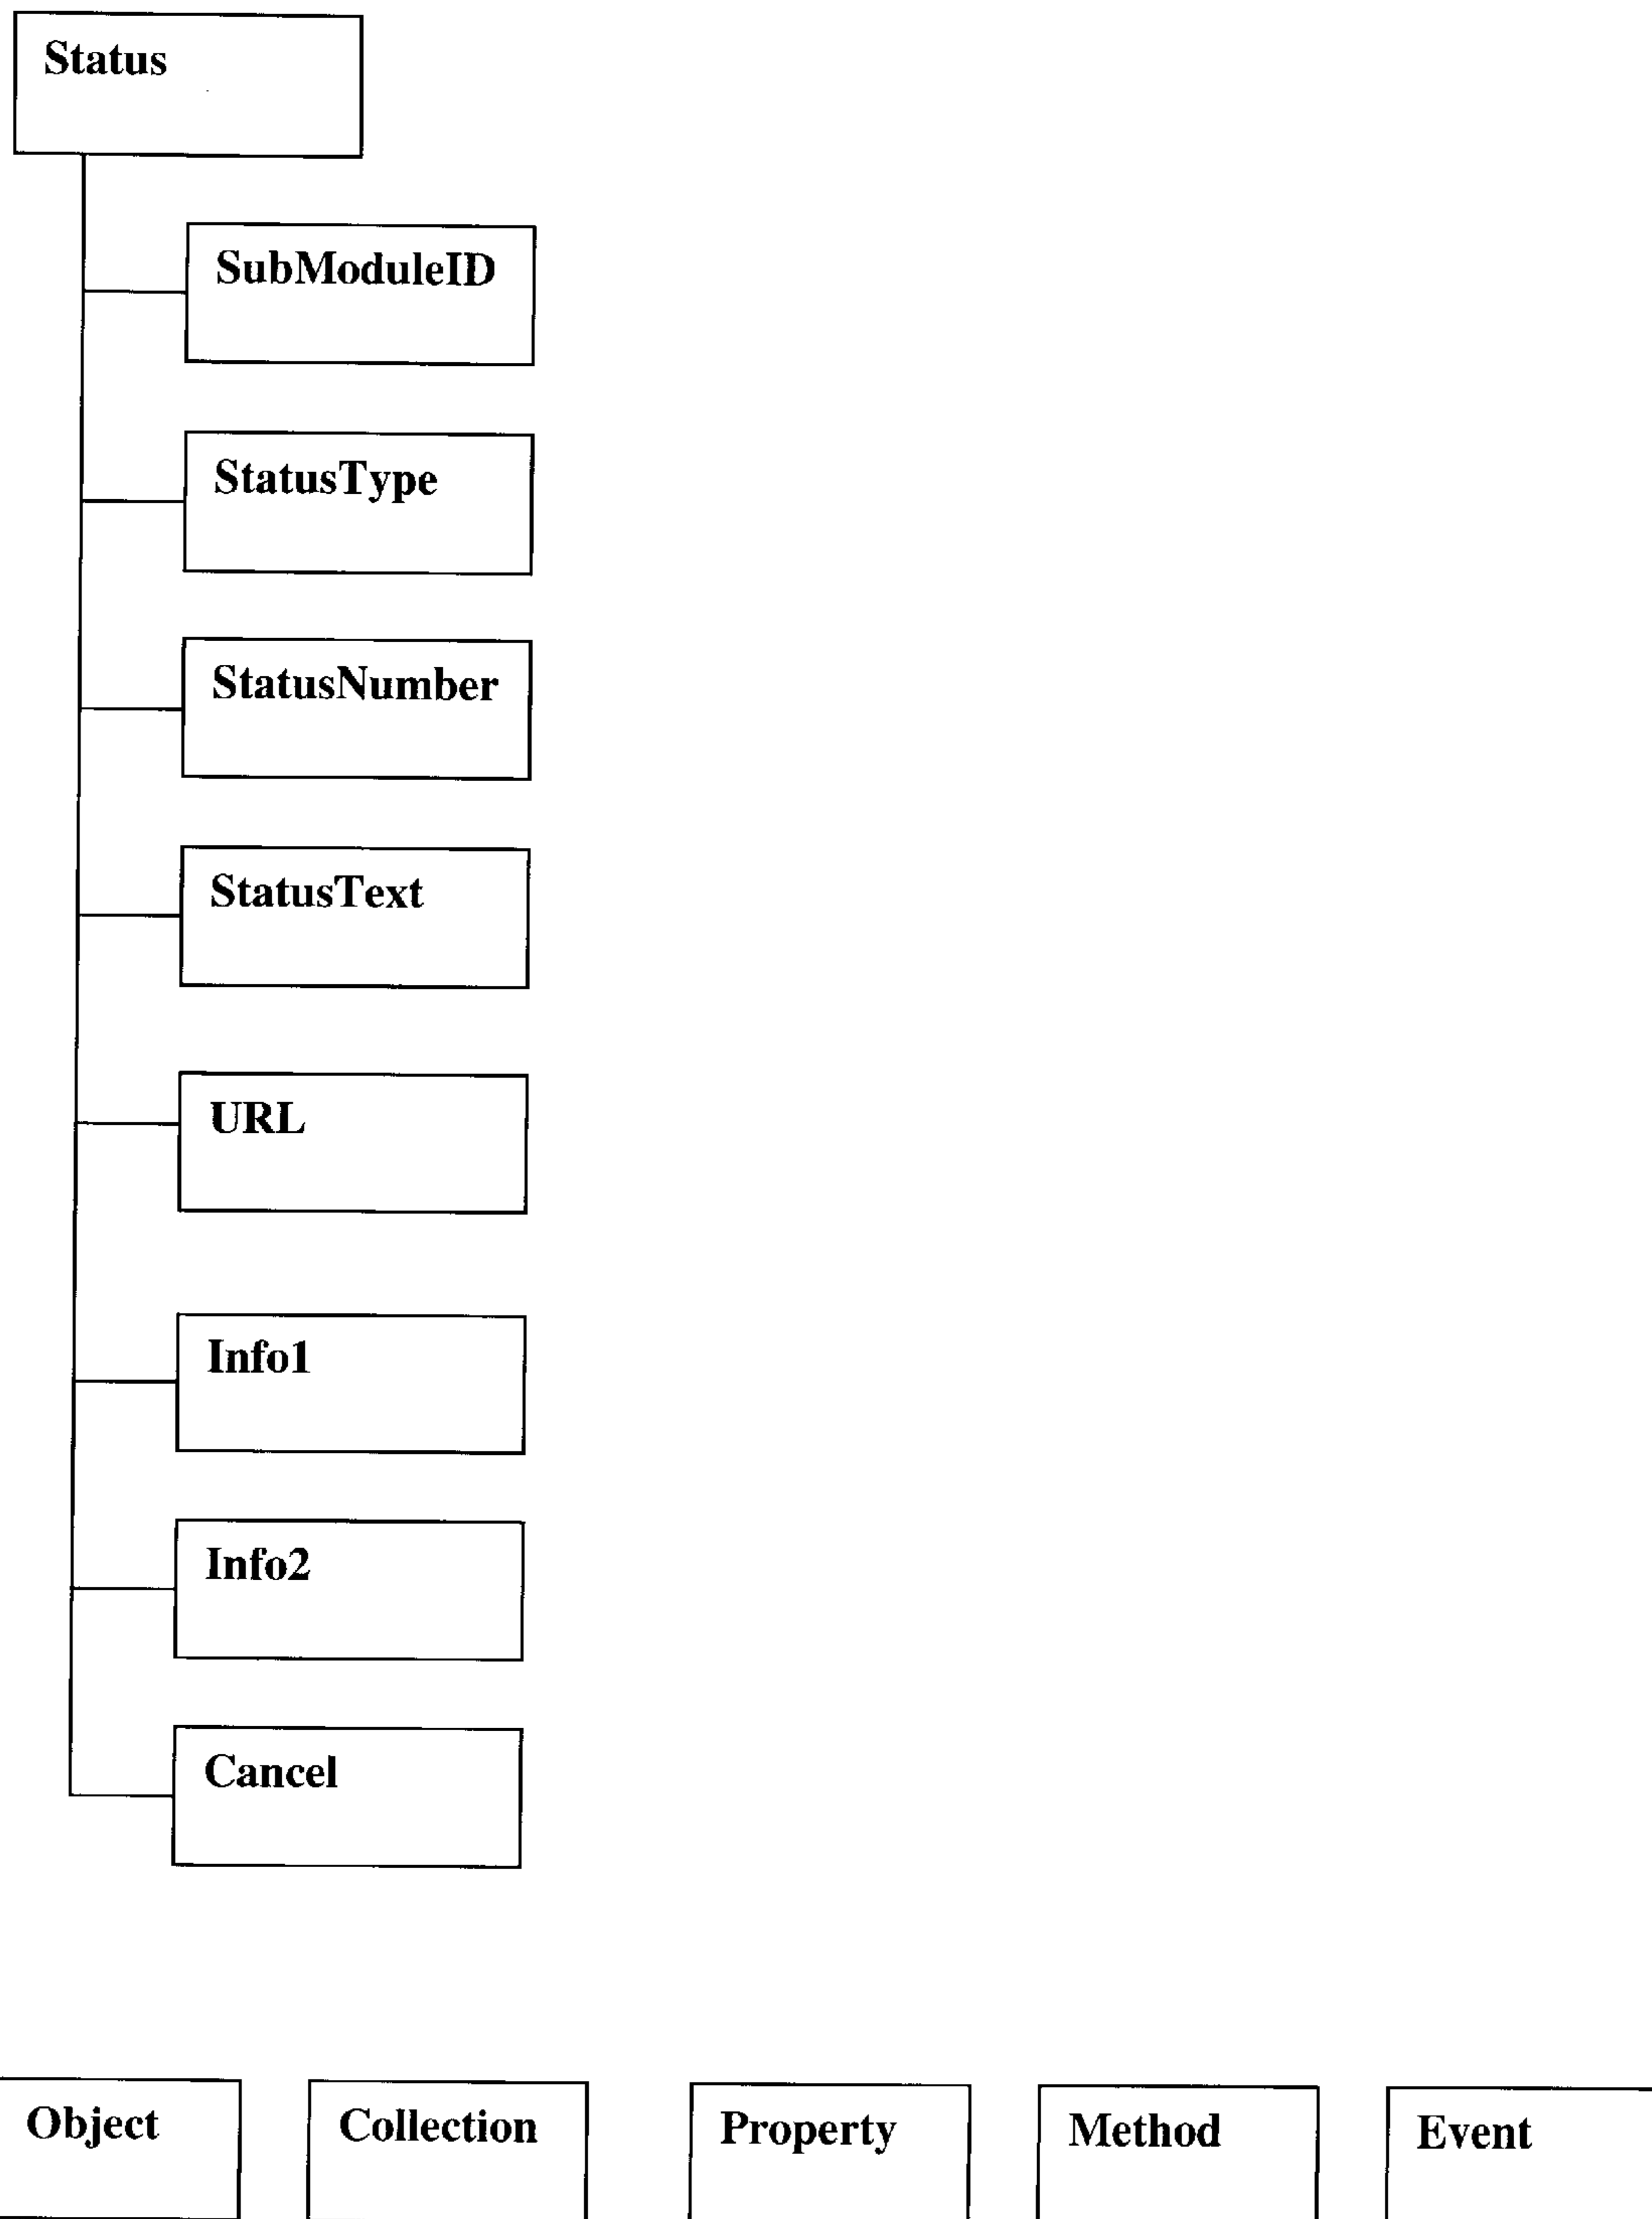 Status
SubModuleID
StatusType
StatusNumber
StatusText
URL
Info1
Info2
Cancel
Object
Collection
Property
Method
Event